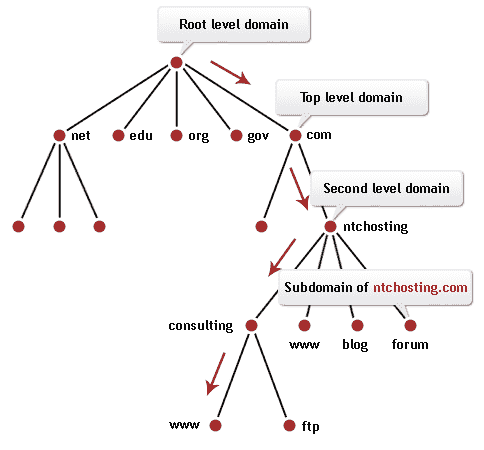 Root level domain
Top level domain
net
edu
org
gov
com
Second level domain
ntchosting
Subdomain of ntchosting.com
consulting
www
blog
forum
www
ftp